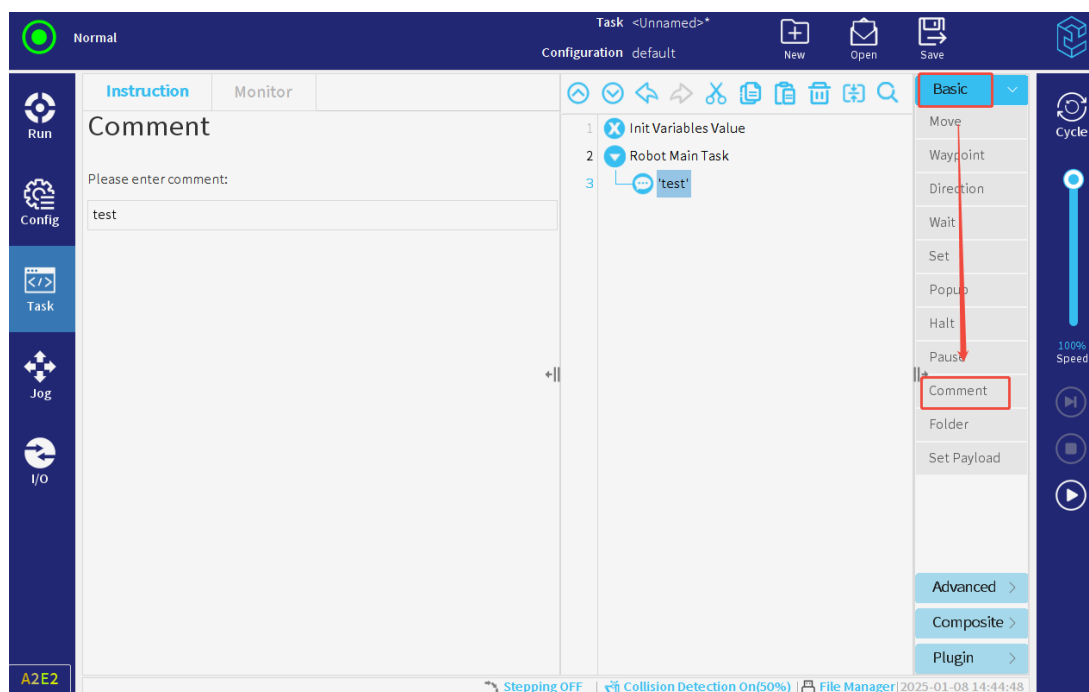 Normal
Task <Unnamed>*
Configuration default
New
Open
Save
Run
Config
Task
Jog
I/O
A2E2
Instruction Monitor
Comment
Please enter comment:
test
1 Init Variables Value
2 Robot Main Task
3 'test'
Basic
Move
Waypoint
Direction
Wait
Set
Popup
Halt
Pause
Comment
Folder
Set Payload
Advanced >
Composite >
Plugin >
Cycle
100%
Speed
Stepping OFF | Collision Detection On(50%) | File Manager | 2025-01-08 14:44:48